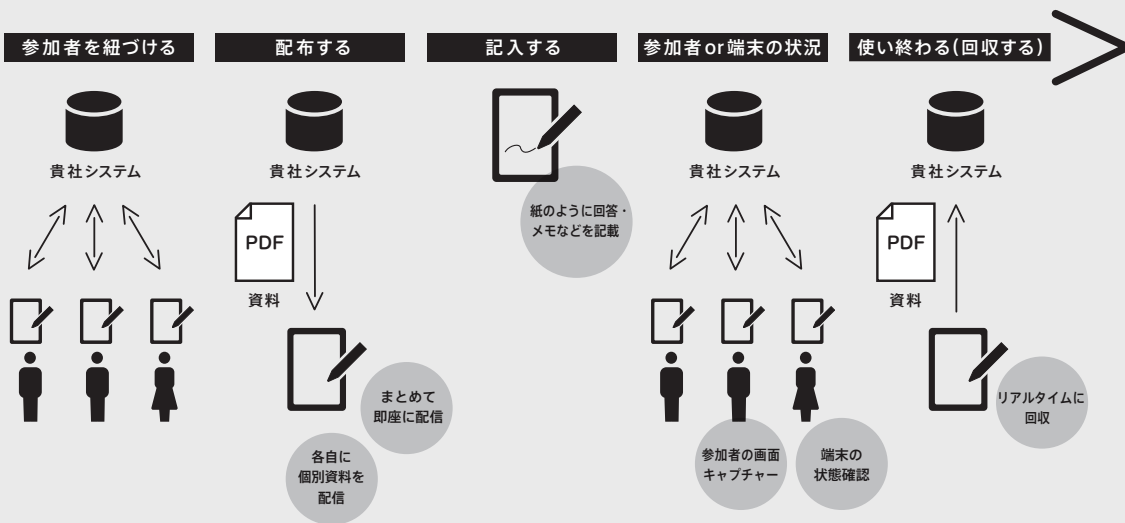 参加者を紐づける
貴社システム
配布する
貴社システム
PDF
資料
まとめて
即座に配信
各自に
個別資料を
配信
記入する
紙のように回答・
メモなどを記載
参加者or端末の状況
貴社システム
参加者の画面
キャプチャー
端末の
状態確認
使い終わる(回収する)
貴社システム
PDF
資料
リアルタイムに
回収